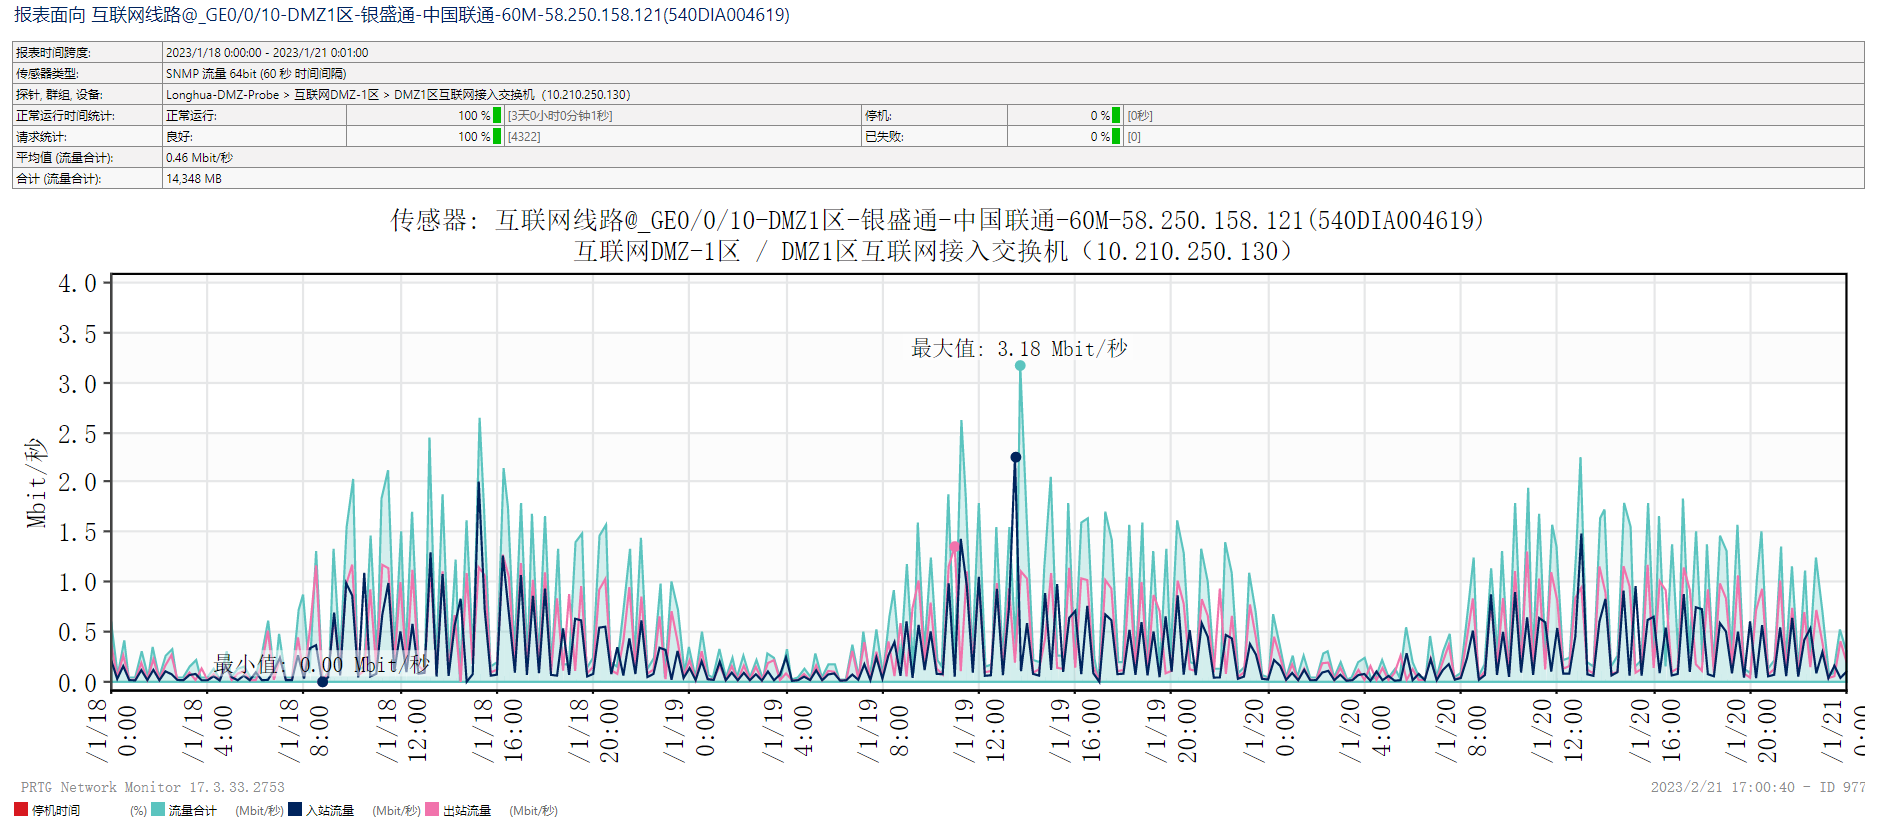 报表面向 互联网线路@_GE0/0/10-DMZ1区-银盛通-中国联通-60M-58.250.158.121(540DIA004619)
报表时间跨度: 2023/1/18 0:00:00 - 2023/1/21 0:01:00
传感器类型: SNMP 流量 64bit (60 秒 时间间隔)
探针, 群组, 设备: Longhua-DMZ-Probe > 互联网DMZ-1区 > DMZ1区互联网接入交换机（10.210.250.130）
正常运行时间统计: 正常运行: 100 % [3天0小时0分钟1秒] 停机: 0 % [0秒]
请求统计: 良好: 100 % [4322] 已失败: 0 % [0]
平均值 (流量合计): 0.46 Mbit/秒
合计 (流量合计): 14,348 MB
传感器: 互联网线路@_GE0/0/10-DMZ1区-银盛通-中国联通-60M-58.250.158.121(540DIA004619)
互联网DMZ-1区 / DMZ1区互联网接入交换机（10.210.250.130）
4.0
3.5
3.0
2.5
2.0
1.5
1.0
0.5
0.0
Mbit/秒
最大值: 3.18 Mbit/秒
最小值: 0.00 Mbit/秒
/1/18 0:00
/1/18 4:00
/1/18 8:00
/1/18 12:00
/1/18 16:00
/1/18 20:00
/1/19 0:00
/1/19 4:00
/1/19 8:00
/1/19 12:00
/1/19 16:00
/1/19 20:00
/1/20 0:00
/1/20 4:00
/1/20 8:00
/1/20 12:00
/1/20 16:00
/1/20 20:00
/1/21 0:00
PRTG Network Monitor 17.3.33.2753
2023/2/21 17:00:40 - ID 977
停机时间 (%) 流量合计 (Mbit/秒) 入站流量 (Mbit/秒) 出站流量 (Mbit/秒)